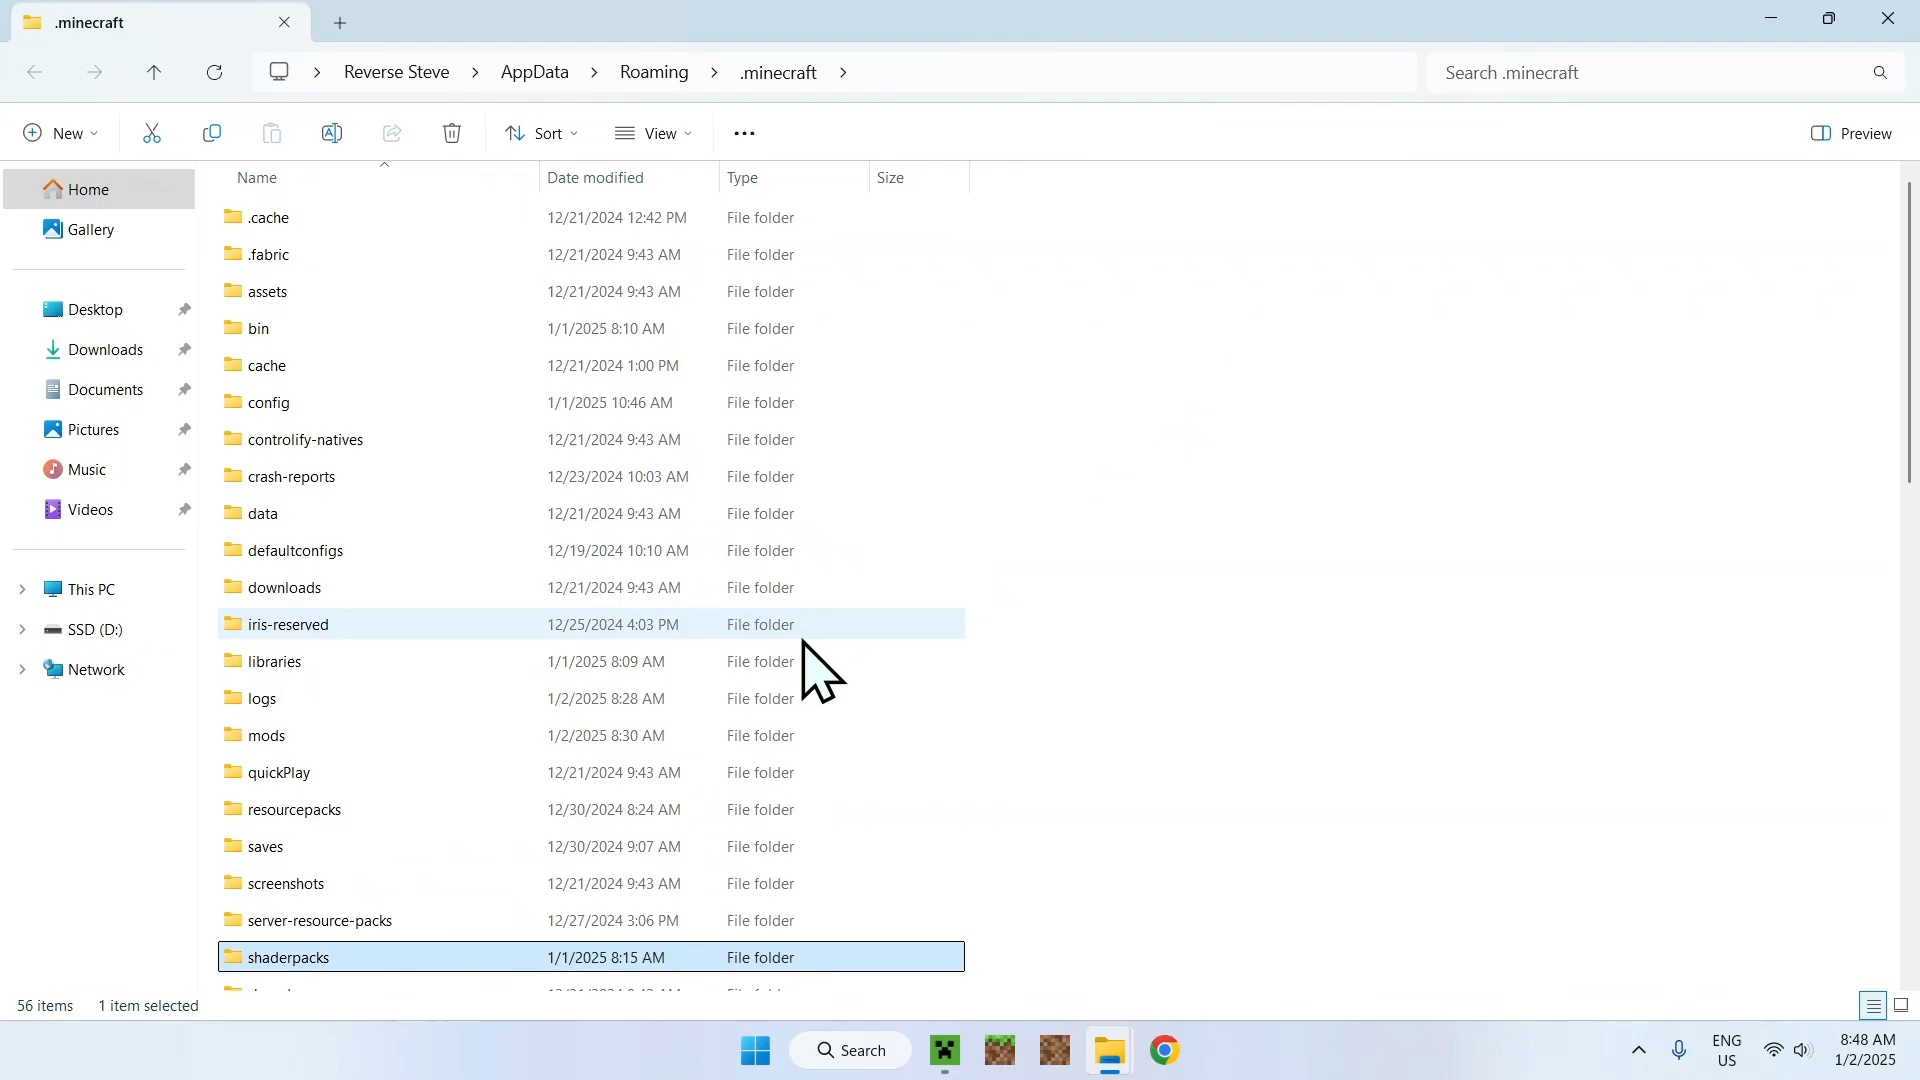 .minecraft
Reverse Steve > AppData > Roaming > .minecraft >
Search .minecraft
New
Sort
View
Preview
Name Date modified Type Size
Home
Gallery
Desktop
Downloads
Documents
Pictures
Music
Videos
This PC
SSD (D:)
Network
.cache 12/21/2024 12:42 PM File folder
.fabric 12/21/2024 9:43 AM File folder
assets 12/21/2024 9:43 AM File folder
bin 1/1/2025 8:10 AM File folder
cache 12/21/2024 1:00 PM File folder
config 1/1/2025 10:46 AM File folder
controlify-natives 12/21/2024 9:43 AM File folder
crash-reports 12/23/2024 10:03 AM File folder
data 12/21/2024 9:43 AM File folder
defaultconfigs 12/19/2024 10:10 AM File folder
downloads 12/21/2024 9:43 AM File folder
iris-reserved 12/25/2024 4:03 PM File folder
libraries 1/1/2025 8:09 AM File folder
logs 1/2/2025 8:28 AM File folder
mods 1/2/2025 8:30 AM File folder
quickPlay 12/21/2024 9:43 AM File folder
resourcepacks 12/30/2024 8:24 AM File folder
saves 12/30/2024 9:07 AM File folder
screenshots 12/21/2024 9:43 AM File folder
server-resource-packs 12/27/2024 3:06 PM File folder
shaderpacks 1/1/2025 8:15 AM File folder
56 items 1 item selected
Search
ENG
US
8:48 AM
1/2/2025